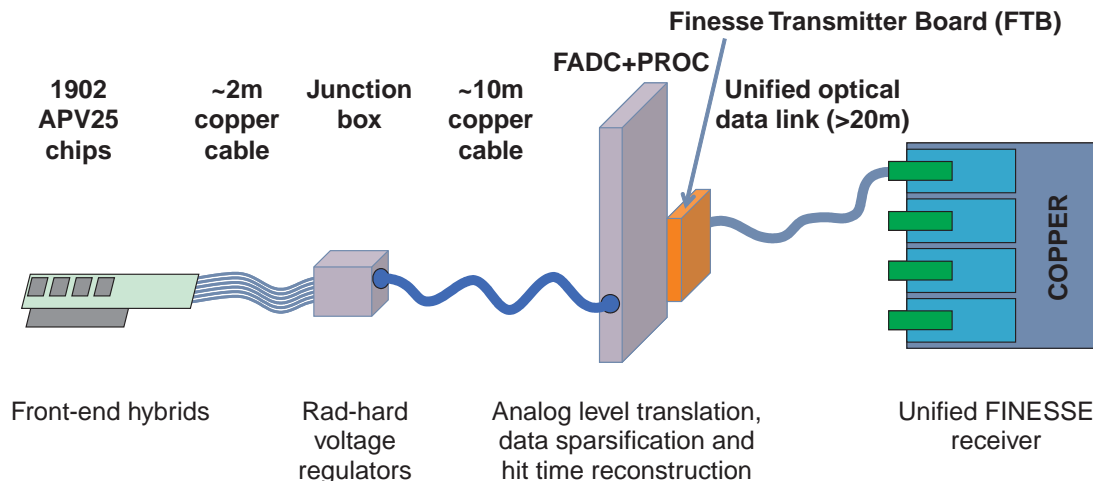 Finesse Transmitter Board (FTB)
FADC+PROC
1902
APV25
chips
~2m
copper
cable
Junction
box
~10m
copper
cable
Unified optical
data link (>20m)
COPPER
Front-end hybrids
Rad-hard
voltage
regulators
Analog level translation,
data sparsification and
hit time reconstruction
Unified FINESSE
receiver